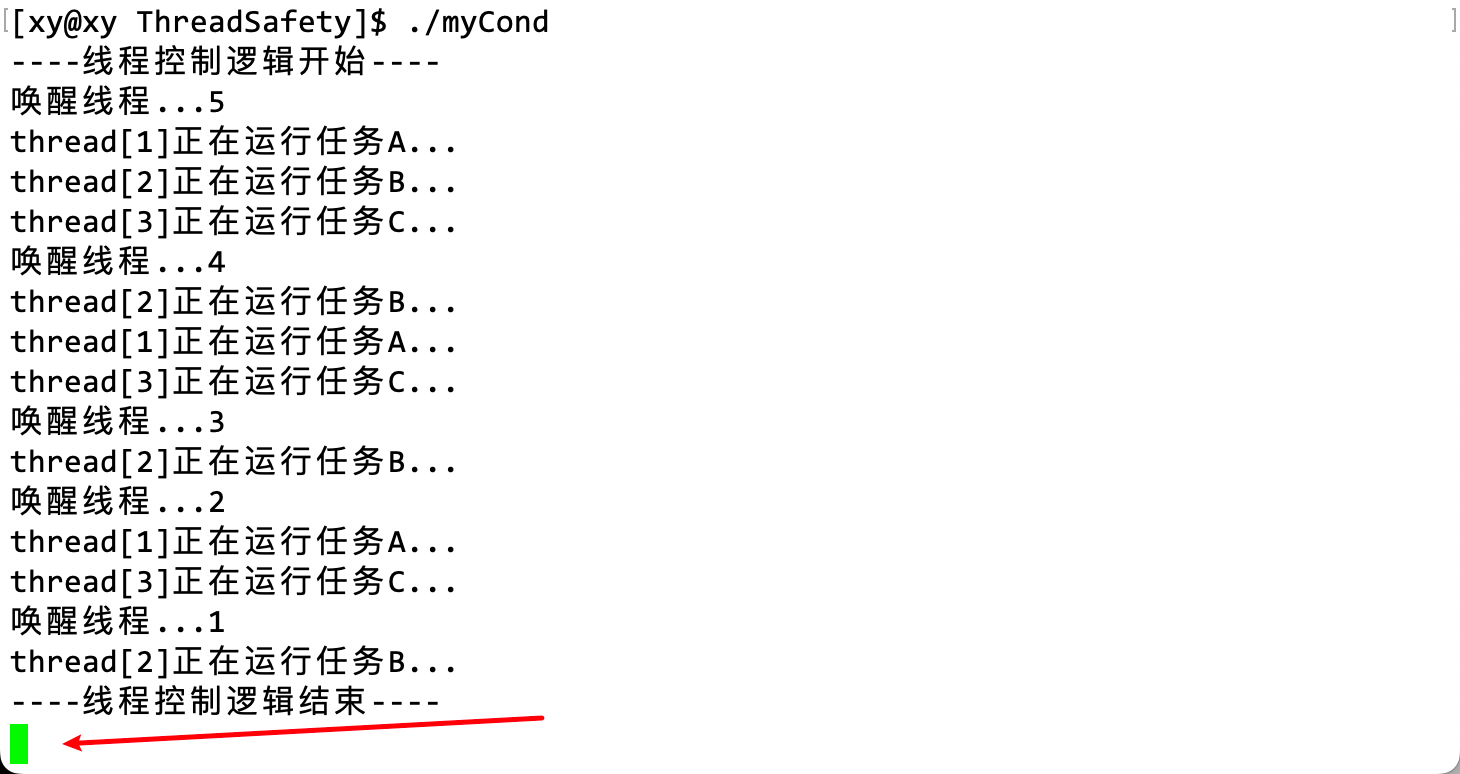 [[xy@xy ThreadSafety]$ ./myCond ]
----线程控制逻辑开始----
唤醒线程...5
thread[1]正在运行任务A...
thread[2]正在运行任务B...
thread[3]正在运行任务C...
唤醒线程...4
thread[2]正在运行任务B...
thread[1]正在运行任务A...
thread[3]正在运行任务C...
唤醒线程...3
thread[2]正在运行任务B...
唤醒线程...2
thread[1]正在运行任务A...
thread[3]正在运行任务C...
唤醒线程...1
thread[2]正在运行任务B...
----线程控制逻辑结束----